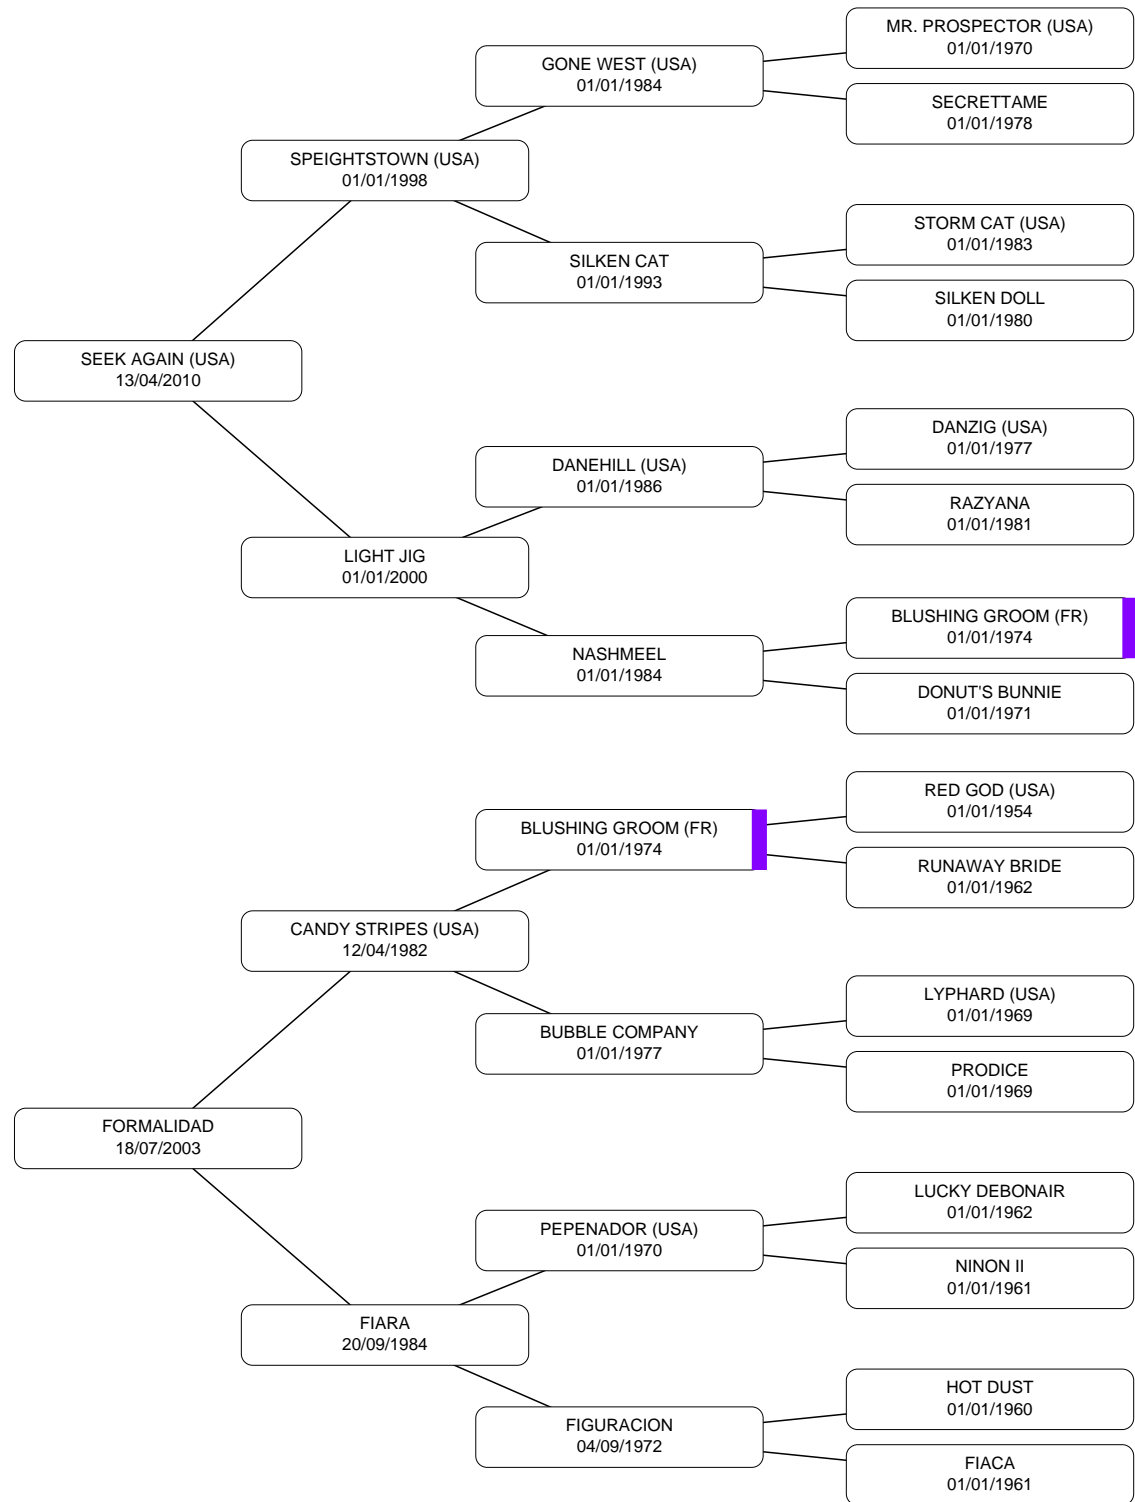 MR. PROSPECTOR (USA)
01/01/1970
GONE WEST (USA)
01/01/1984
SECRETTAME
01/01/1978
SPEIGHTSTOWN (USA)
01/01/1998
STORM CAT (USA)
01/01/1983
SILKEN CAT
01/01/1993
SILKEN DOLL
01/01/1980
SEEK AGAIN (USA)
13/04/2010
DANZIG (USA)
01/01/1977
DANEHILL (USA)
01/01/1986
RAZYANA
01/01/1981
LIGHT JIG
01/01/2000
BLUSHING GROOM (FR)
01/01/1974
NASHMEEL
01/01/1984
DONUT'S BUNNIE
01/01/1971
RED GOD (USA)
01/01/1954
BLUSHING GROOM (FR)
01/01/1974
RUNAWAY BRIDE
01/01/1962
CANDY STRIPES (USA)
12/04/1982
LYPHARD (USA)
01/01/1969
BUBBLE COMPANY
01/01/1977
PRODICE
01/01/1969
FORMALIDAD
18/07/2003
LUCKY DEBONAIR
01/01/1962
PEPENADOR (USA)
01/01/1970
NINON II
01/01/1961
FIARA
20/09/1984
HOT DUST
01/01/1960
FIGURACION
04/09/1972
FIACA
01/01/1961